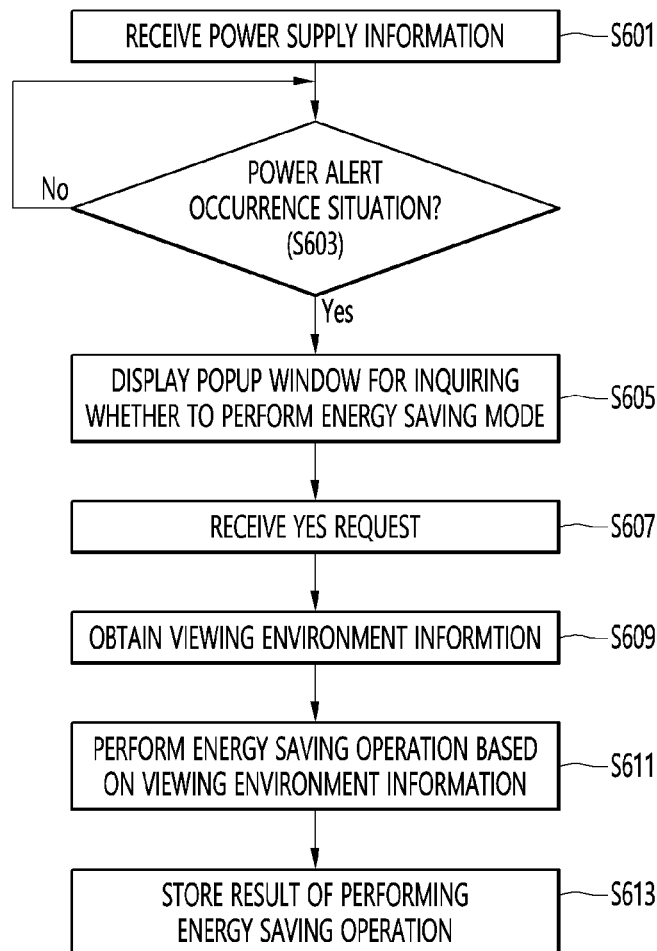 RECEIVE POWER SUPPLY INFORMATION
S601
No
POWER ALERT
OCCURRENCE SITUATION?
(S603)
Yes
DISPLAY POPUP WINDOW FOR INQUIRING
WHETHER TO PERFORM ENERGY SAVING MODE
S605
RECEIVE YES REQUEST
S607
OBTAIN VIEWING ENVIRONMENT INFORMTION
S609
PERFORM ENERGY SAVING OPERATION BASED
ON VIEWING ENVIRONMENT INFORMATION
S611
STORE RESULT OF PERFORMING
ENERGY SAVING OPERATION
S613